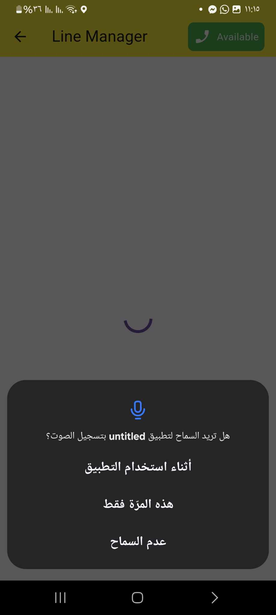 %٣٦ ١١:١٥
Line Manager
Available
هل تريد السماح لتطبيق untitled بتسجيل الصوت؟
أثناء استخدام التطبيق
هذه المرّة فقط
عدم السماح